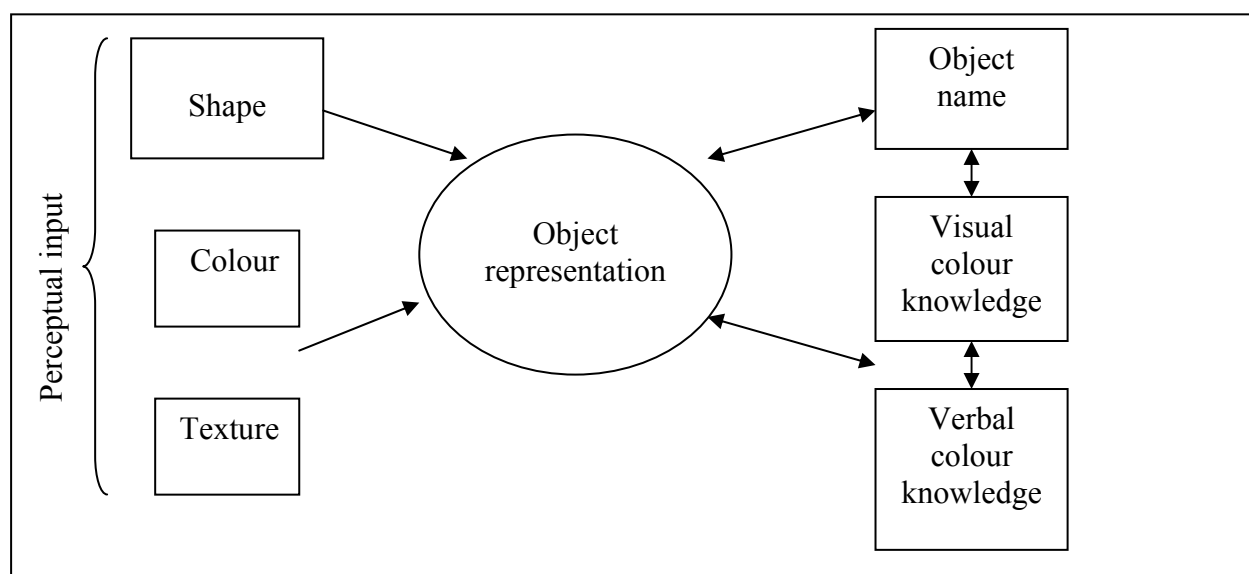 Perceptual input
Shape
Colour
Texture
Object
representation
Object
name
Visual
colour
knowledge
Verbal
colour
knowledge